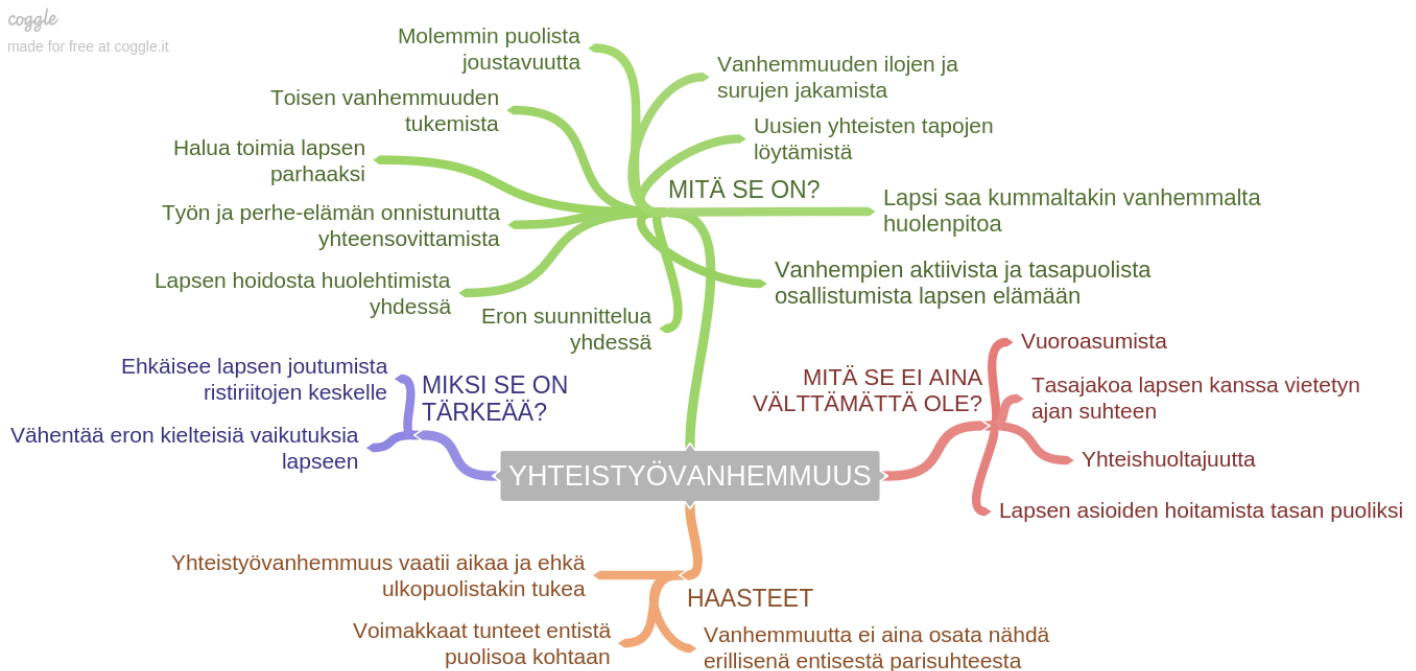 coggle
made for free at coggle.it
Molemmin puolista
joustavuutta
Vanhemmuuden ilojen ja
surujen jakamista
Toisen vanhemmuuden
tukemista
Uusien yhteisten tapojen
löytämistä
Halua toimia lapsen
parhaaksi
MITÄ SE ON?
Lapsi saa kummaltakin vanhemmalta
huolenpitoa
Työn ja perhe-elämän onnistunutta
yhteensovittamista
Vanhempien aktiivista ja tasapuolista
osallistumista lapsen elämään
Lapsen hoidosta huolehtimista
yhdessä
Eron suunnittelua
yhdessä
Ehkäisee lapsen joutumista
ristiriitojen keskelle
MIKSI SE ON
TÄRKEÄÄ?
Vähentää eron kielteisiä vaikutuksia
lapseen
MITÄ SE EI AINA
VÄLTTÄMÄTTÄ OLE?
Vuoroasumista
Tasajakoa lapsen kanssa vietetyn
ajan suhteen
Yhteishuoltajuutta
Lapsen asioiden hoitamista tasan puoliksi
YHTEISTYÖVANHEMMUUS
Yhteistyövanhemmuus vaatii aikaa ja ehkä
ulkopuolistakin tukea
HAASTEET
Voimakkaat tunteet entistä
puolisoa kohtaan
Vanhemmuutta ei aina osata nähdä
erillisenä entisestä parisuhteesta